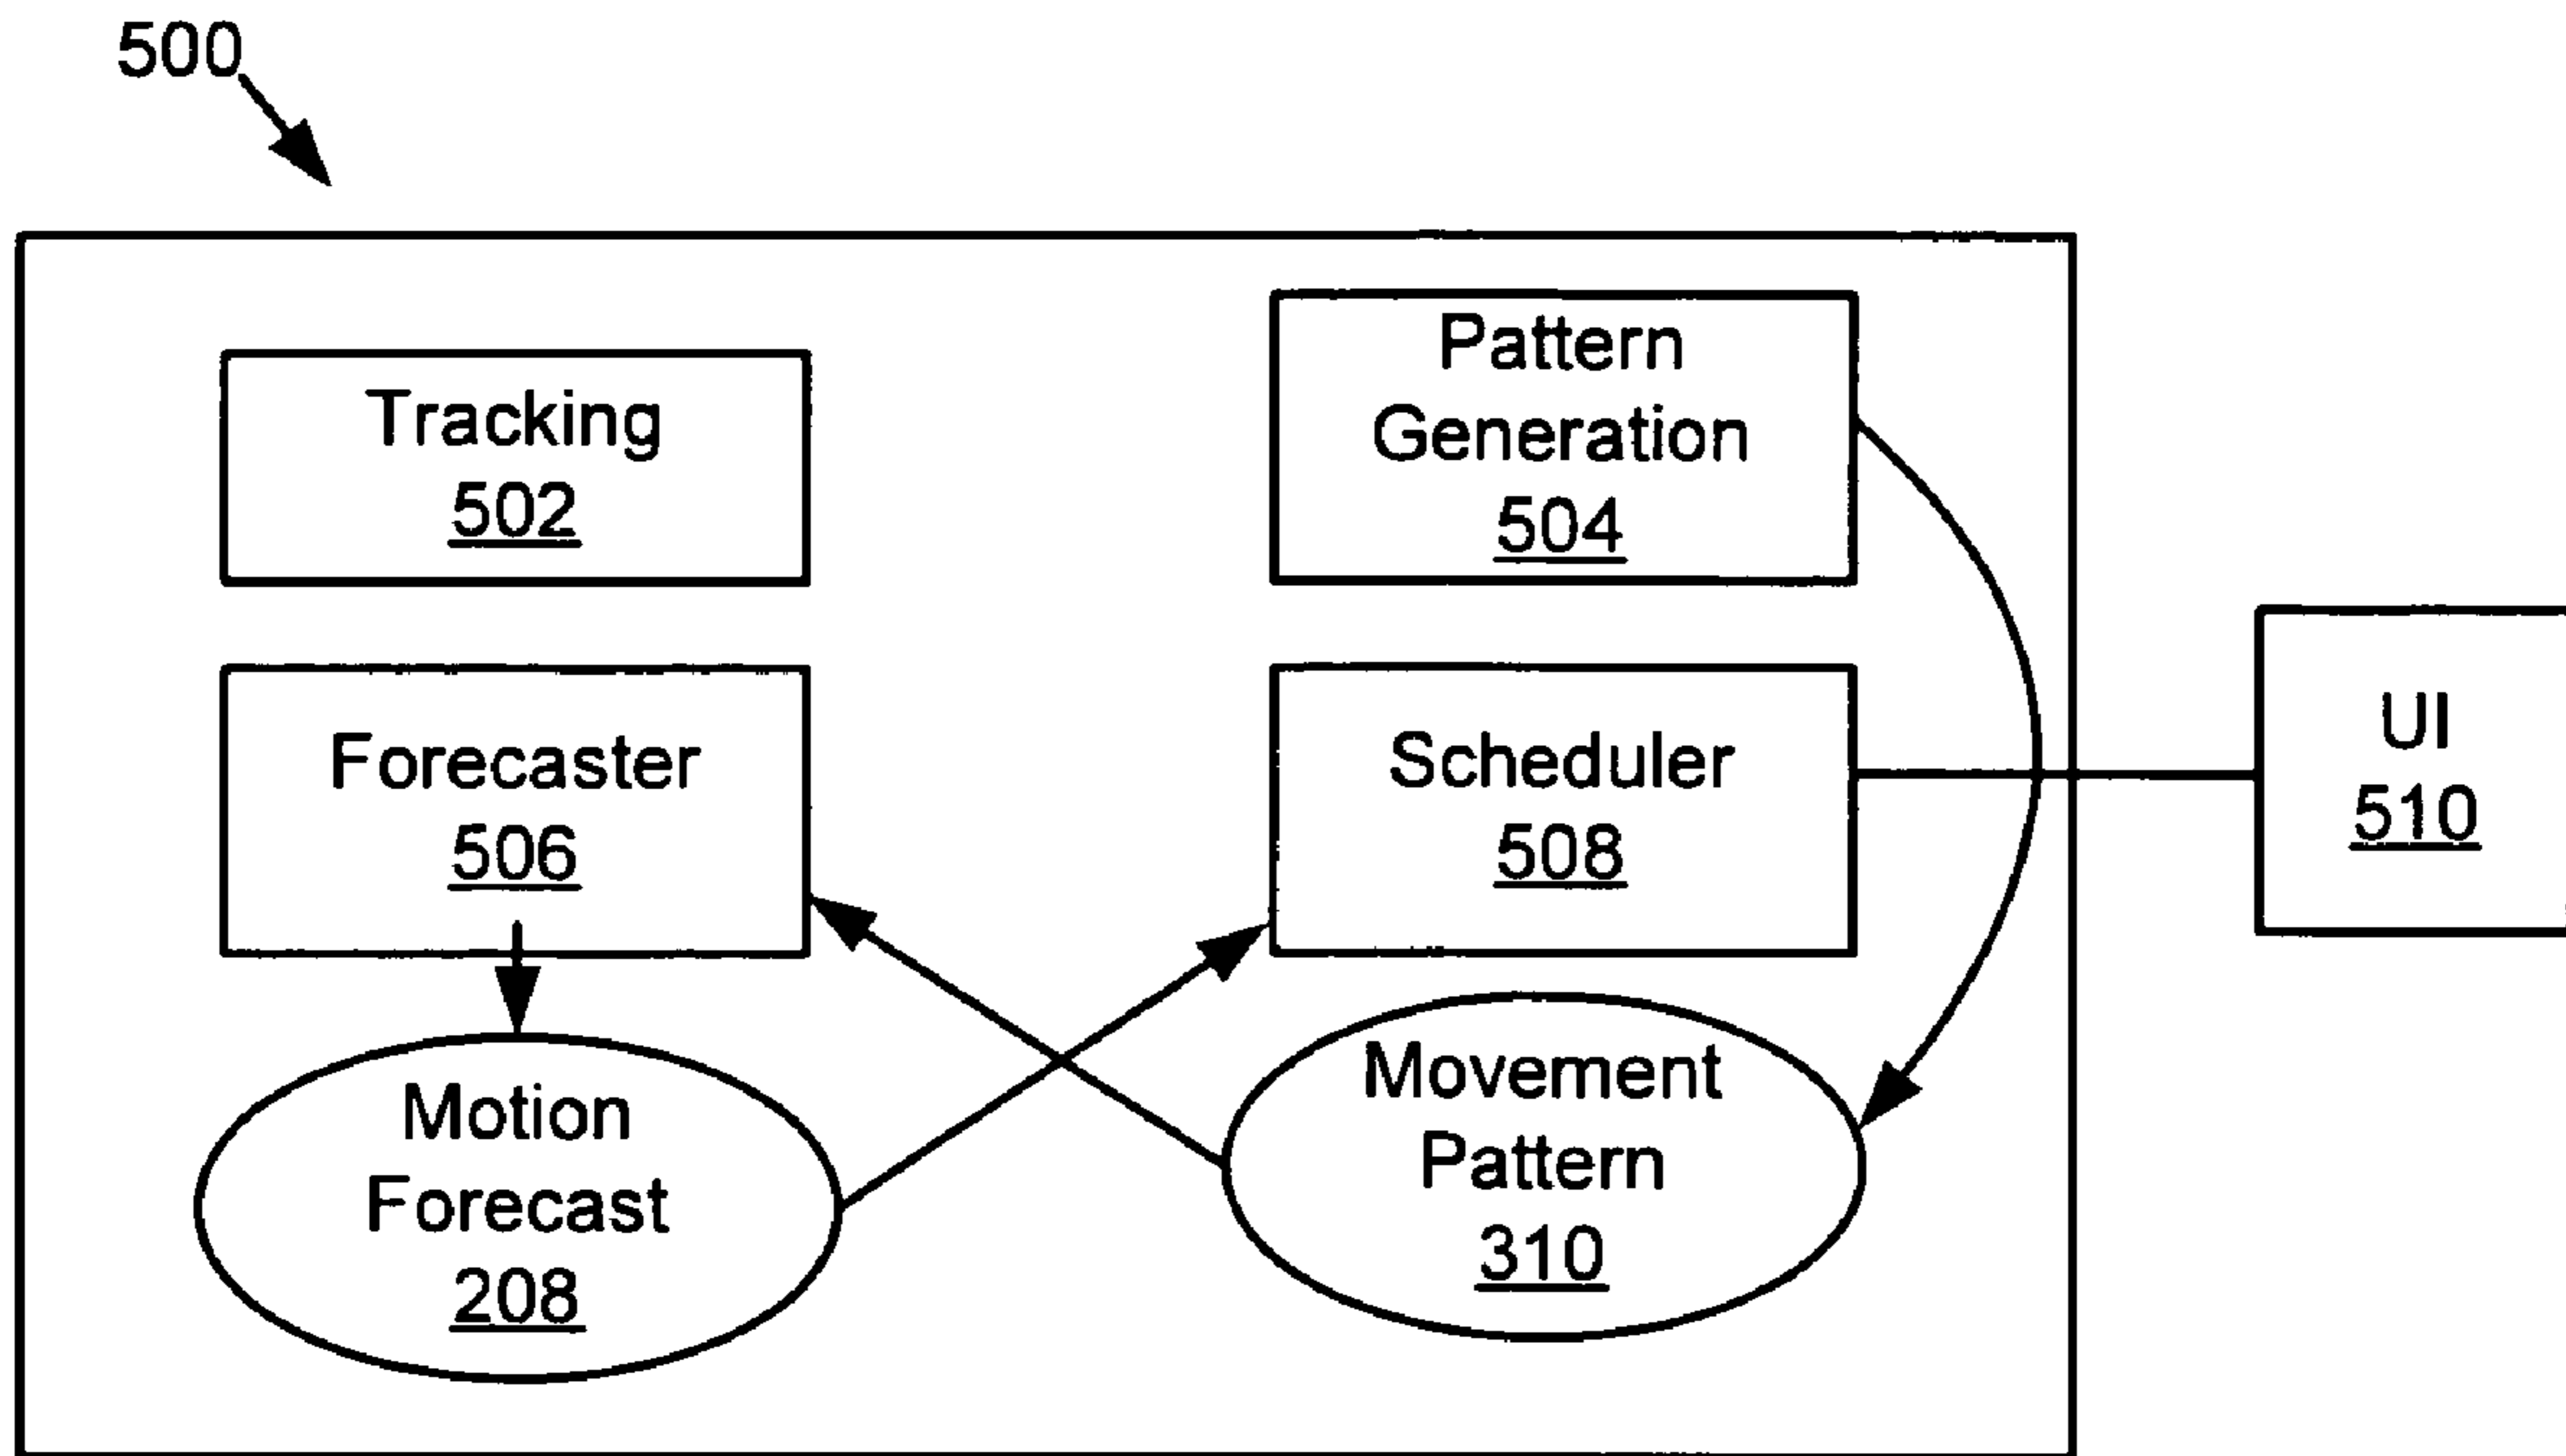 500
Tracking
502
Pattern
Generation
504
Forecaster
506
Scheduler
508
UI
510
Motion
Forecast
208
Movement
Pattern
310